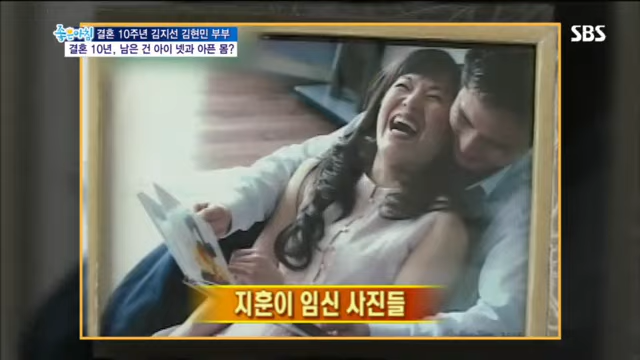 좋은아침
결혼 10주년 김지선 김현민 부부
결혼 10년, 남은 건 아이 넷과 아픈 몸?
SBS
지훈이 임신 사진들